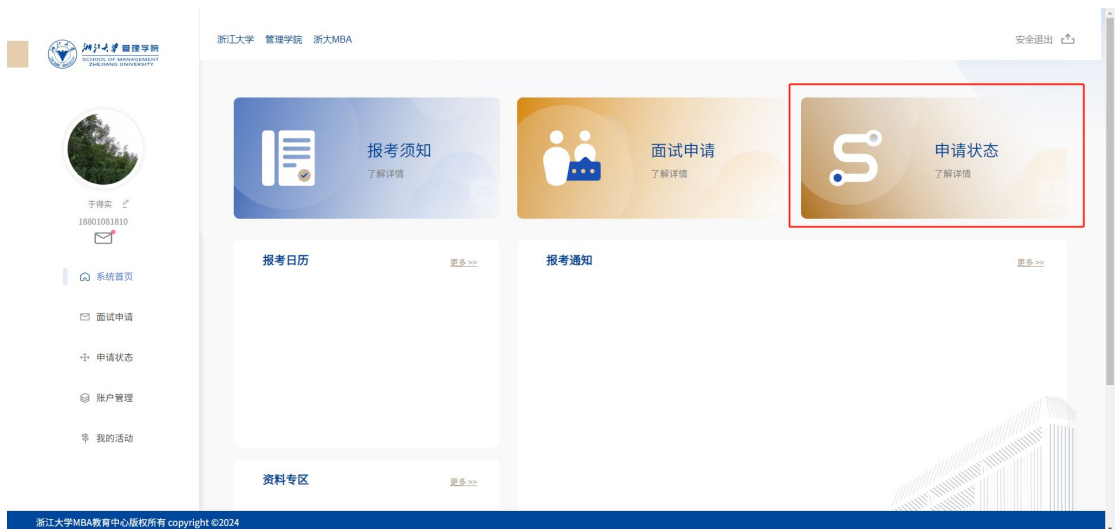 浙江大学 管理学院
SCHOOL OF MANAGEMENT
ZHEJIANG UNIVERSITY
浙江大学 管理学院 浙大MBA
安全退出
于得实
18801081810
系统首页
面试申请
申请状态
账户管理
我的活动
报考须知
了解详情
面试申请
了解详情
申请状态
了解详情
报考日历
更多>>
报考通知
更多>>
资料专区
更多>>
浙江大学MBA教育中心版权所有 copyright ©2024